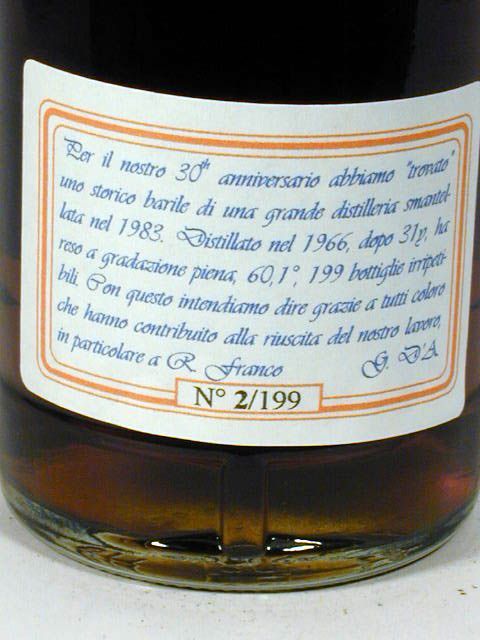 Per il nostro 30th anniversario abbiamo "trovato"
uno storico barile di una grande distilleria smantel-
lata nel 1983. Distillato nel 1966, dopo 31y, ha
reso a gradazione piena, 60,1°, 199 bottiglie irripeti-
bili. Con questo intendiamo dire grazie a tutti coloro
che hanno contribuito alla riuscita del nostro lavoro,
in particolare a R. Franco G. D'A.
N° 2/199